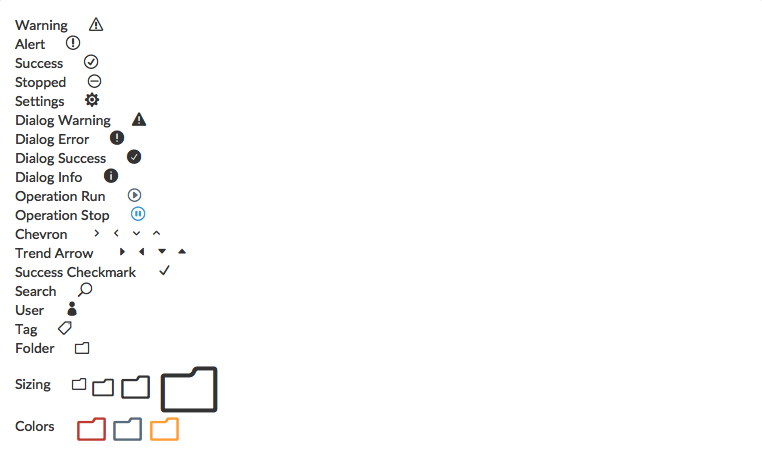 Warning
Alert
Success
Stopped
Settings
Dialog Warning
Dialog Error
Dialog Success
Dialog Info
Operation Run
Operation Stop
Chevron
Trend Arrow
Success Checkmark
Search
User
Tag
Folder
Sizing
Colors